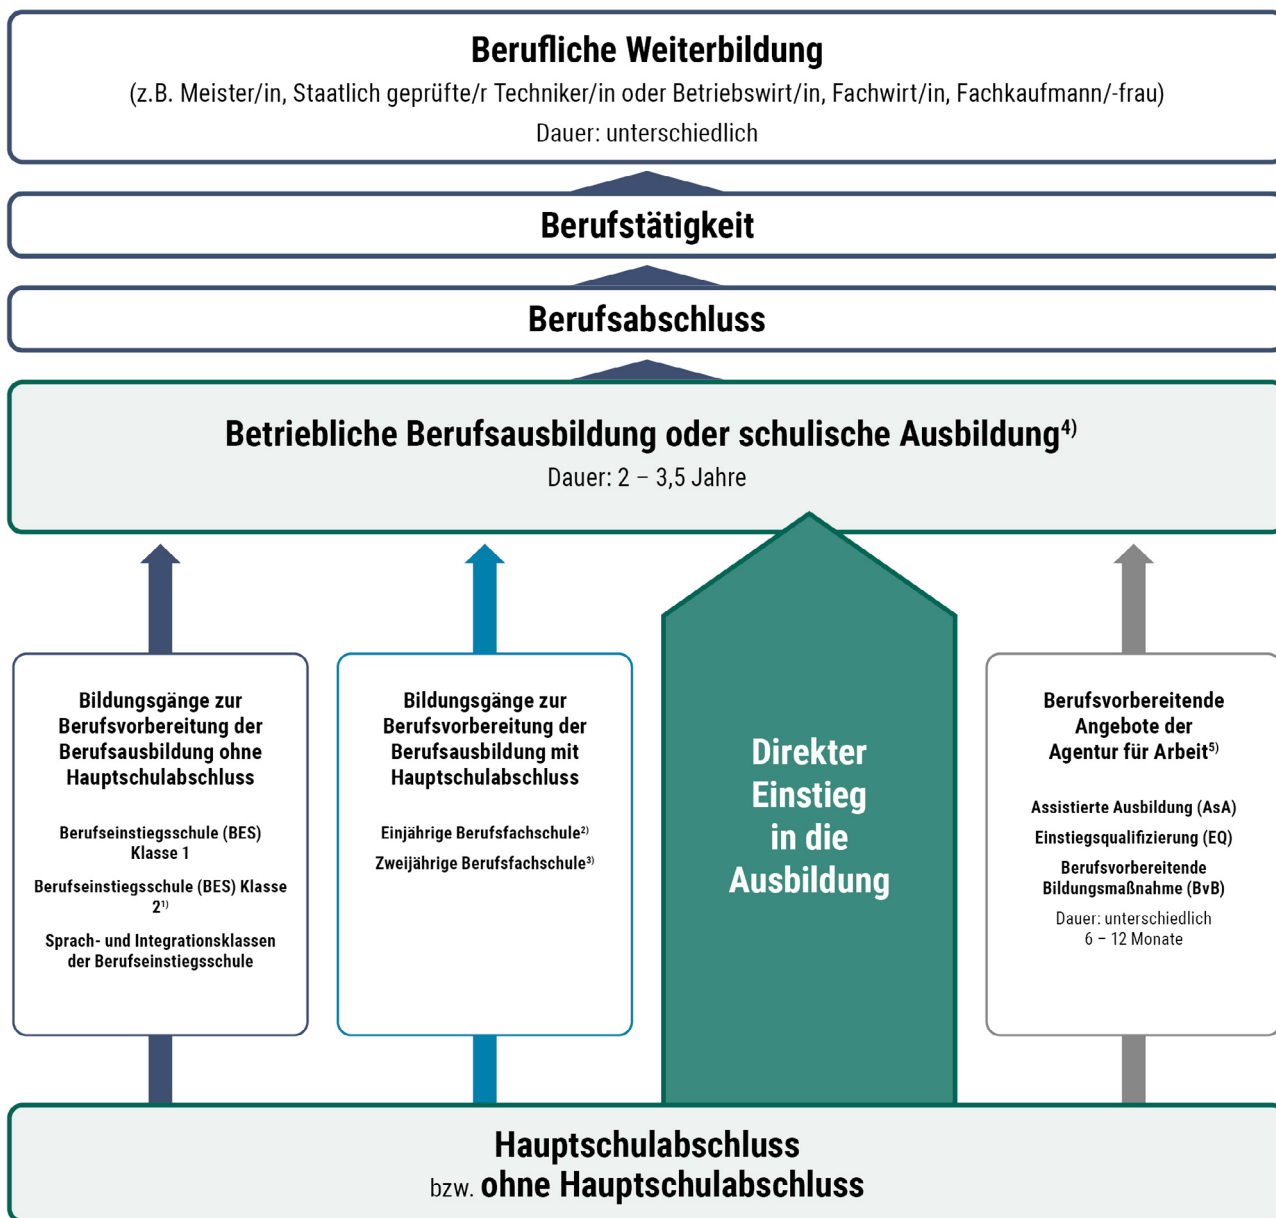 Berufliche Weiterbildung
(z.B. Meister/in, Staatlich geprüfte/r Techniker/in oder Betriebswirt/in, Fachwirt/in, Fachkaufmann/-frau)
Dauer: unterschiedlich
Berufstätigkeit
Berufsabschluss
Betriebliche Berufsausbildung oder schulische Ausbildung⁴⁾
Dauer: 2 – 3,5 Jahre
Bildungsgänge zur
Berufsvorbereitung der
Berufsausbildung ohne
Hauptschulabschluss
Berufseinstiegsschule (BES)
Klasse 1
Berufseinstiegsschule (BES) Klasse
2¹⁾
Sprach- und Integrationsklassen
der Berufseinstiegsschule
Bildungsgänge zur
Berufsvorbereitung der
Berufsausbildung mit
Hauptschulabschluss
Einjährige Berufsfachschule²⁾
Zweijährige Berufsfachschule³⁾
Direkter
Einstieg
in die
Ausbildung
Berufsvorbereitende
Angebote der
Agentur für Arbeit⁵⁾
Assistierte Ausbildung (AsA)
Einstiegsqualifizierung (EQ)
Berufsvorbereitende
Bildungsmaßnahme (BvB)
Dauer: unterschiedlich
6 – 12 Monate
Hauptschulabschluss
bzw. ohne Hauptschulabschluss